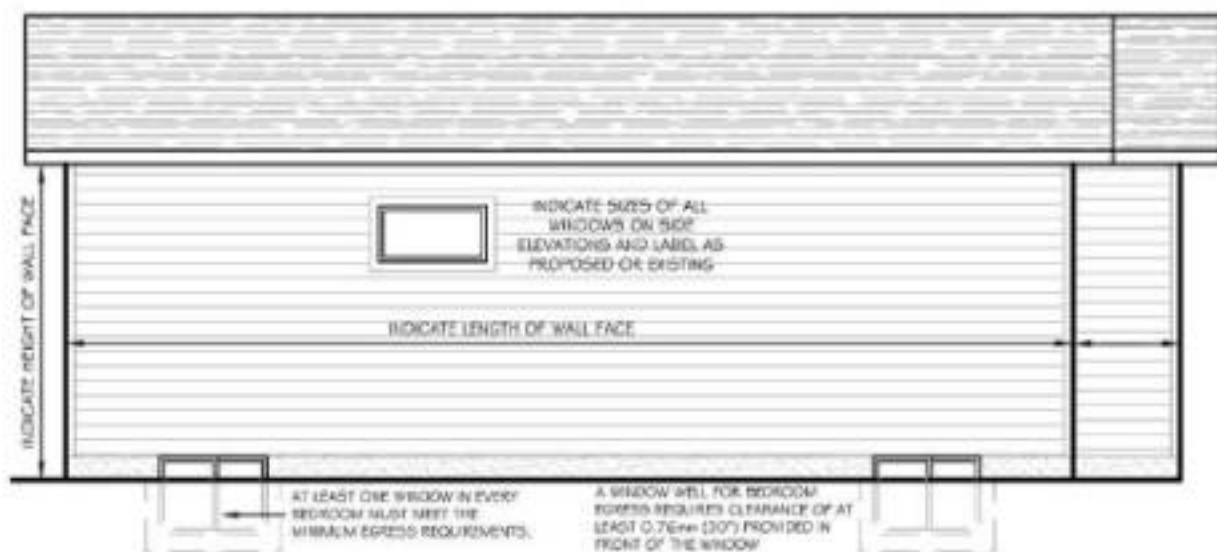 INDICATE HEIGHT OF WALL FACE
INDICATE SIZES OF ALL
WINDOWS ON SIDE
ELEVATIONS AND LABEL AS
PROPOSED OR EXISTING
INDICATE LENGTH OF WALL FACE
AT LEAST ONE WINDOW IN EVERY
BEDROOM MUST MEET THE
MINIMUM EGRESS REQUIREMENTS.
A WINDOW WELL FOR BEDROOM
EGRESS REQUIRES CLEARANCE OF AT
LEAST 0.76mm (30") PROVIDED IN
FRONT OF THE WINDOW